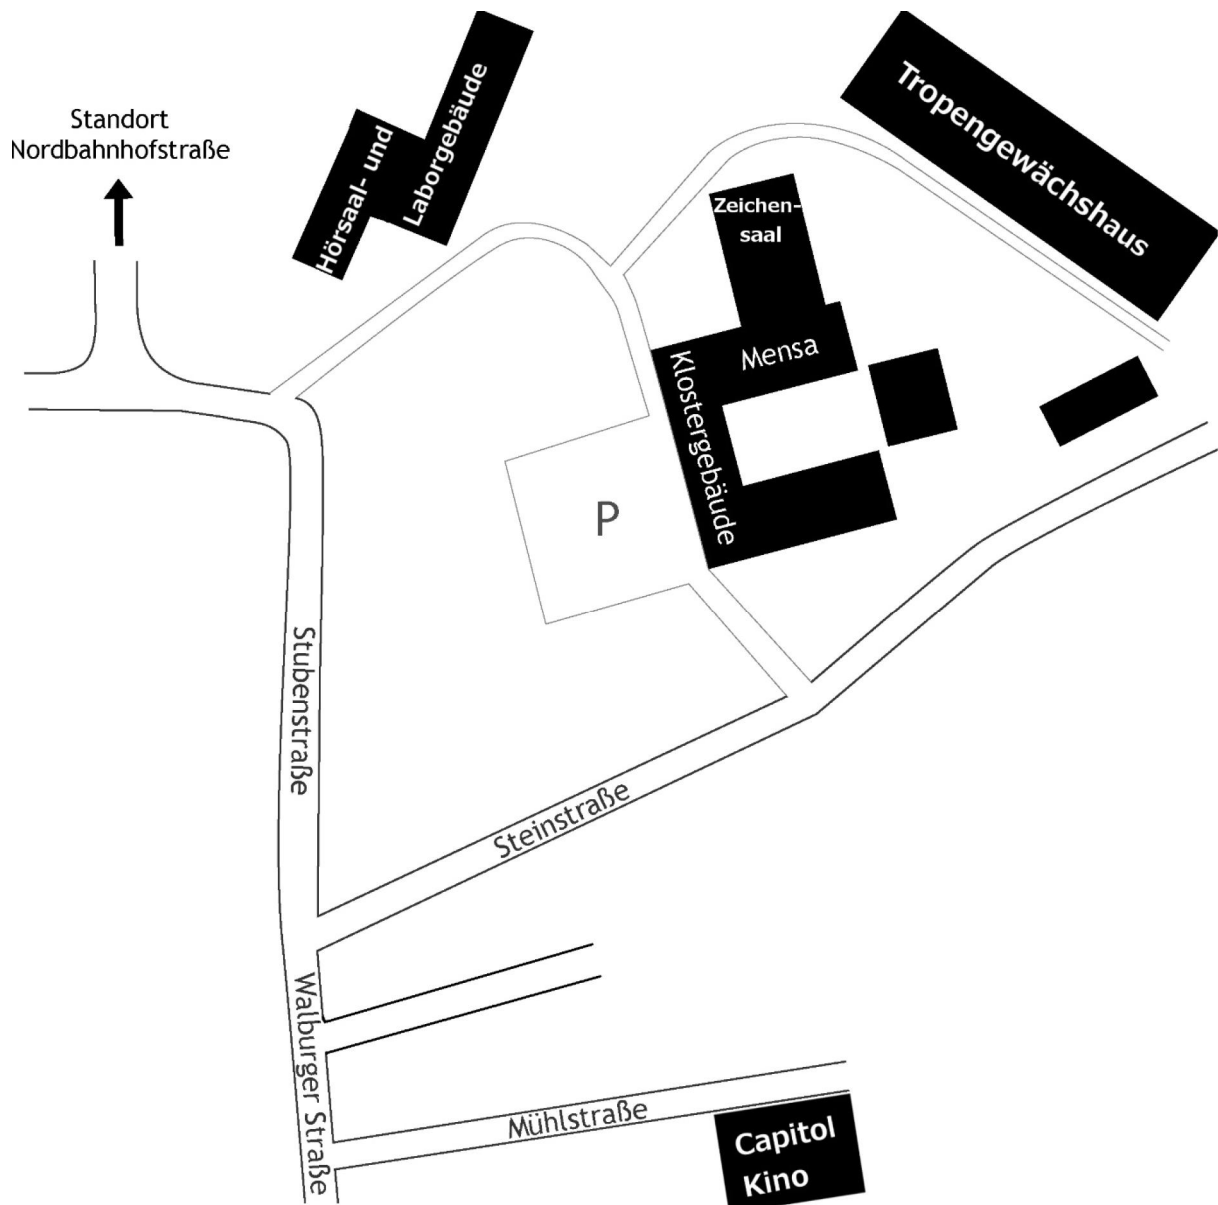 Standort
Nordbahnhofstraße
Hörsaal- und
Laborgebäude
Tropengewächshaus
Zeichen-
saal
Mensa
Klostergebäude
P
Stubenstraße
Steinstraße
Walburger Straße
Mühlstraße
Capitol
Kino